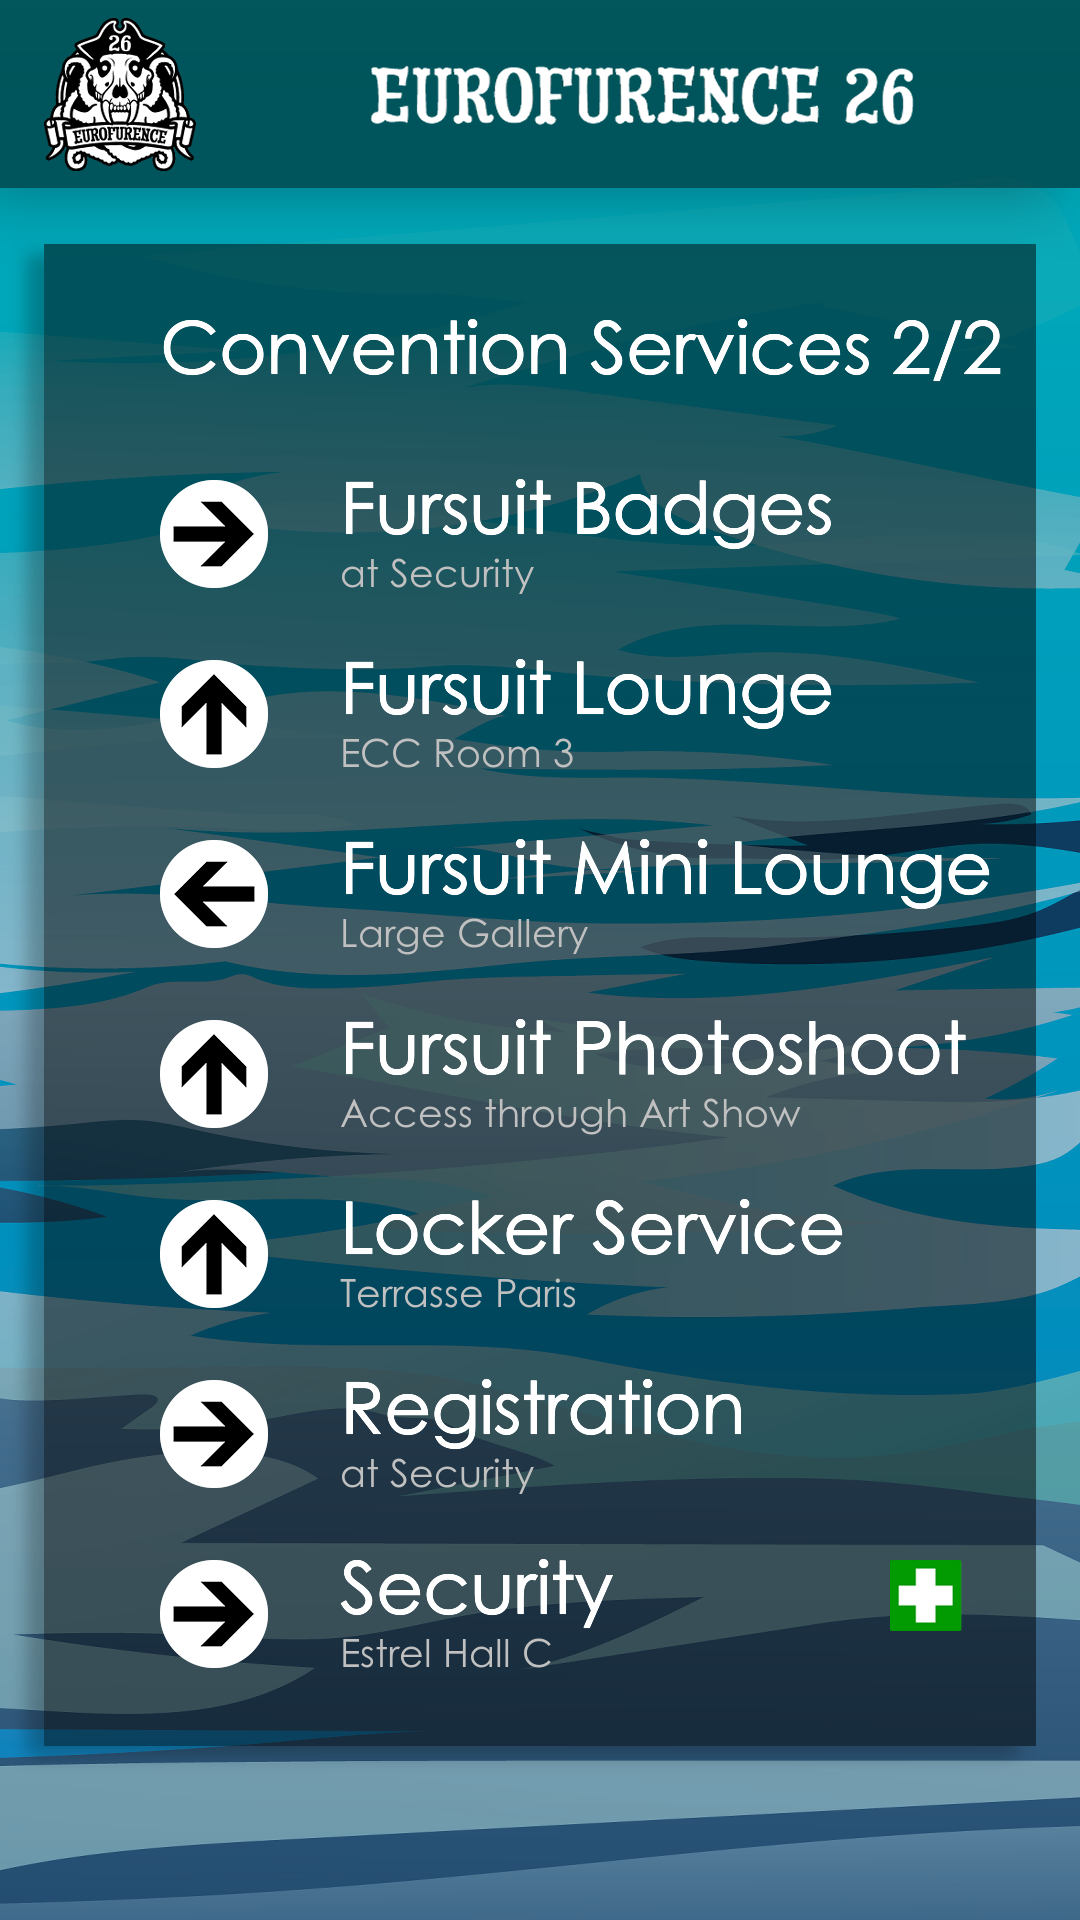 26
EUROFURENCE
EUROFURENCE 26
Convention Services 2/2
Fursuit Badges
at Security
Fursuit Lounge
ECC Room 3
Fursuit Mini Lounge
Large Gallery
Fursuit Photoshoot
Access through Art Show
Locker Service
Terrasse Paris
Registration
at Security
Security
Estrel Hall C